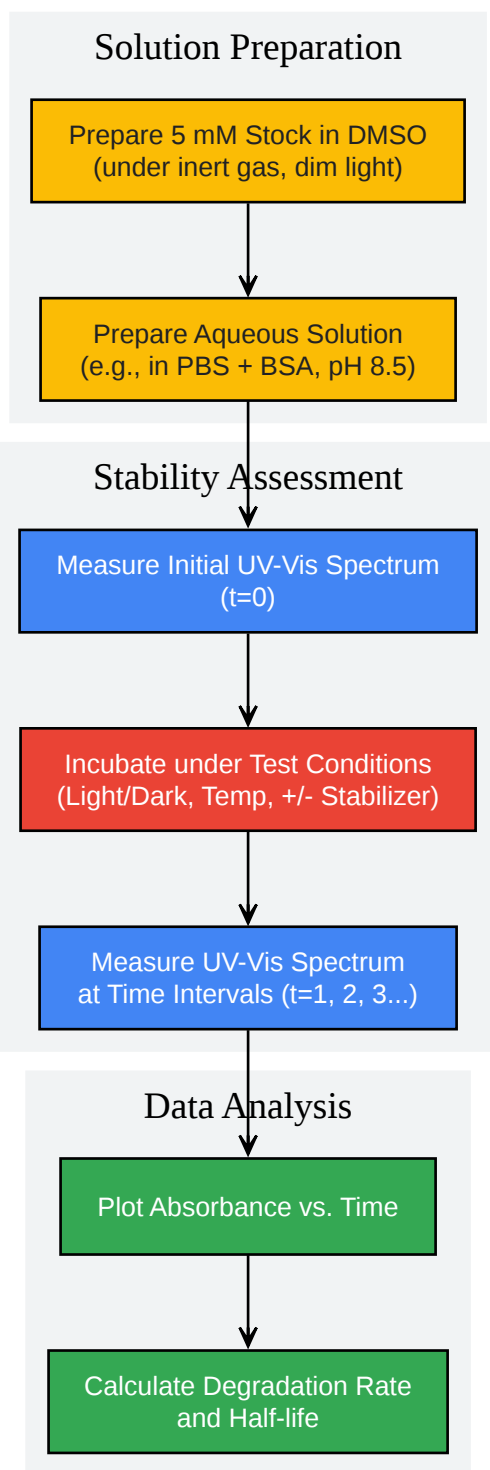 Solution Preparation
Prepare 5 mM Stock in DMSO
(under inert gas, dim light)
Prepare Aqueous Solution
(e.g., in PBS + BSA, pH 8.5)
Stability Assessment
Measure Initial UV-Vis Spectrum
(t=0)
Incubate under Test Conditions
(Light/Dark, Temp, +/- Stabilizer)
Measure UV-Vis Spectrum
at Time Intervals (t=1, 2, 3...)
Data Analysis
Plot Absorbance vs. Time
Calculate Degradation Rate
and Half-life